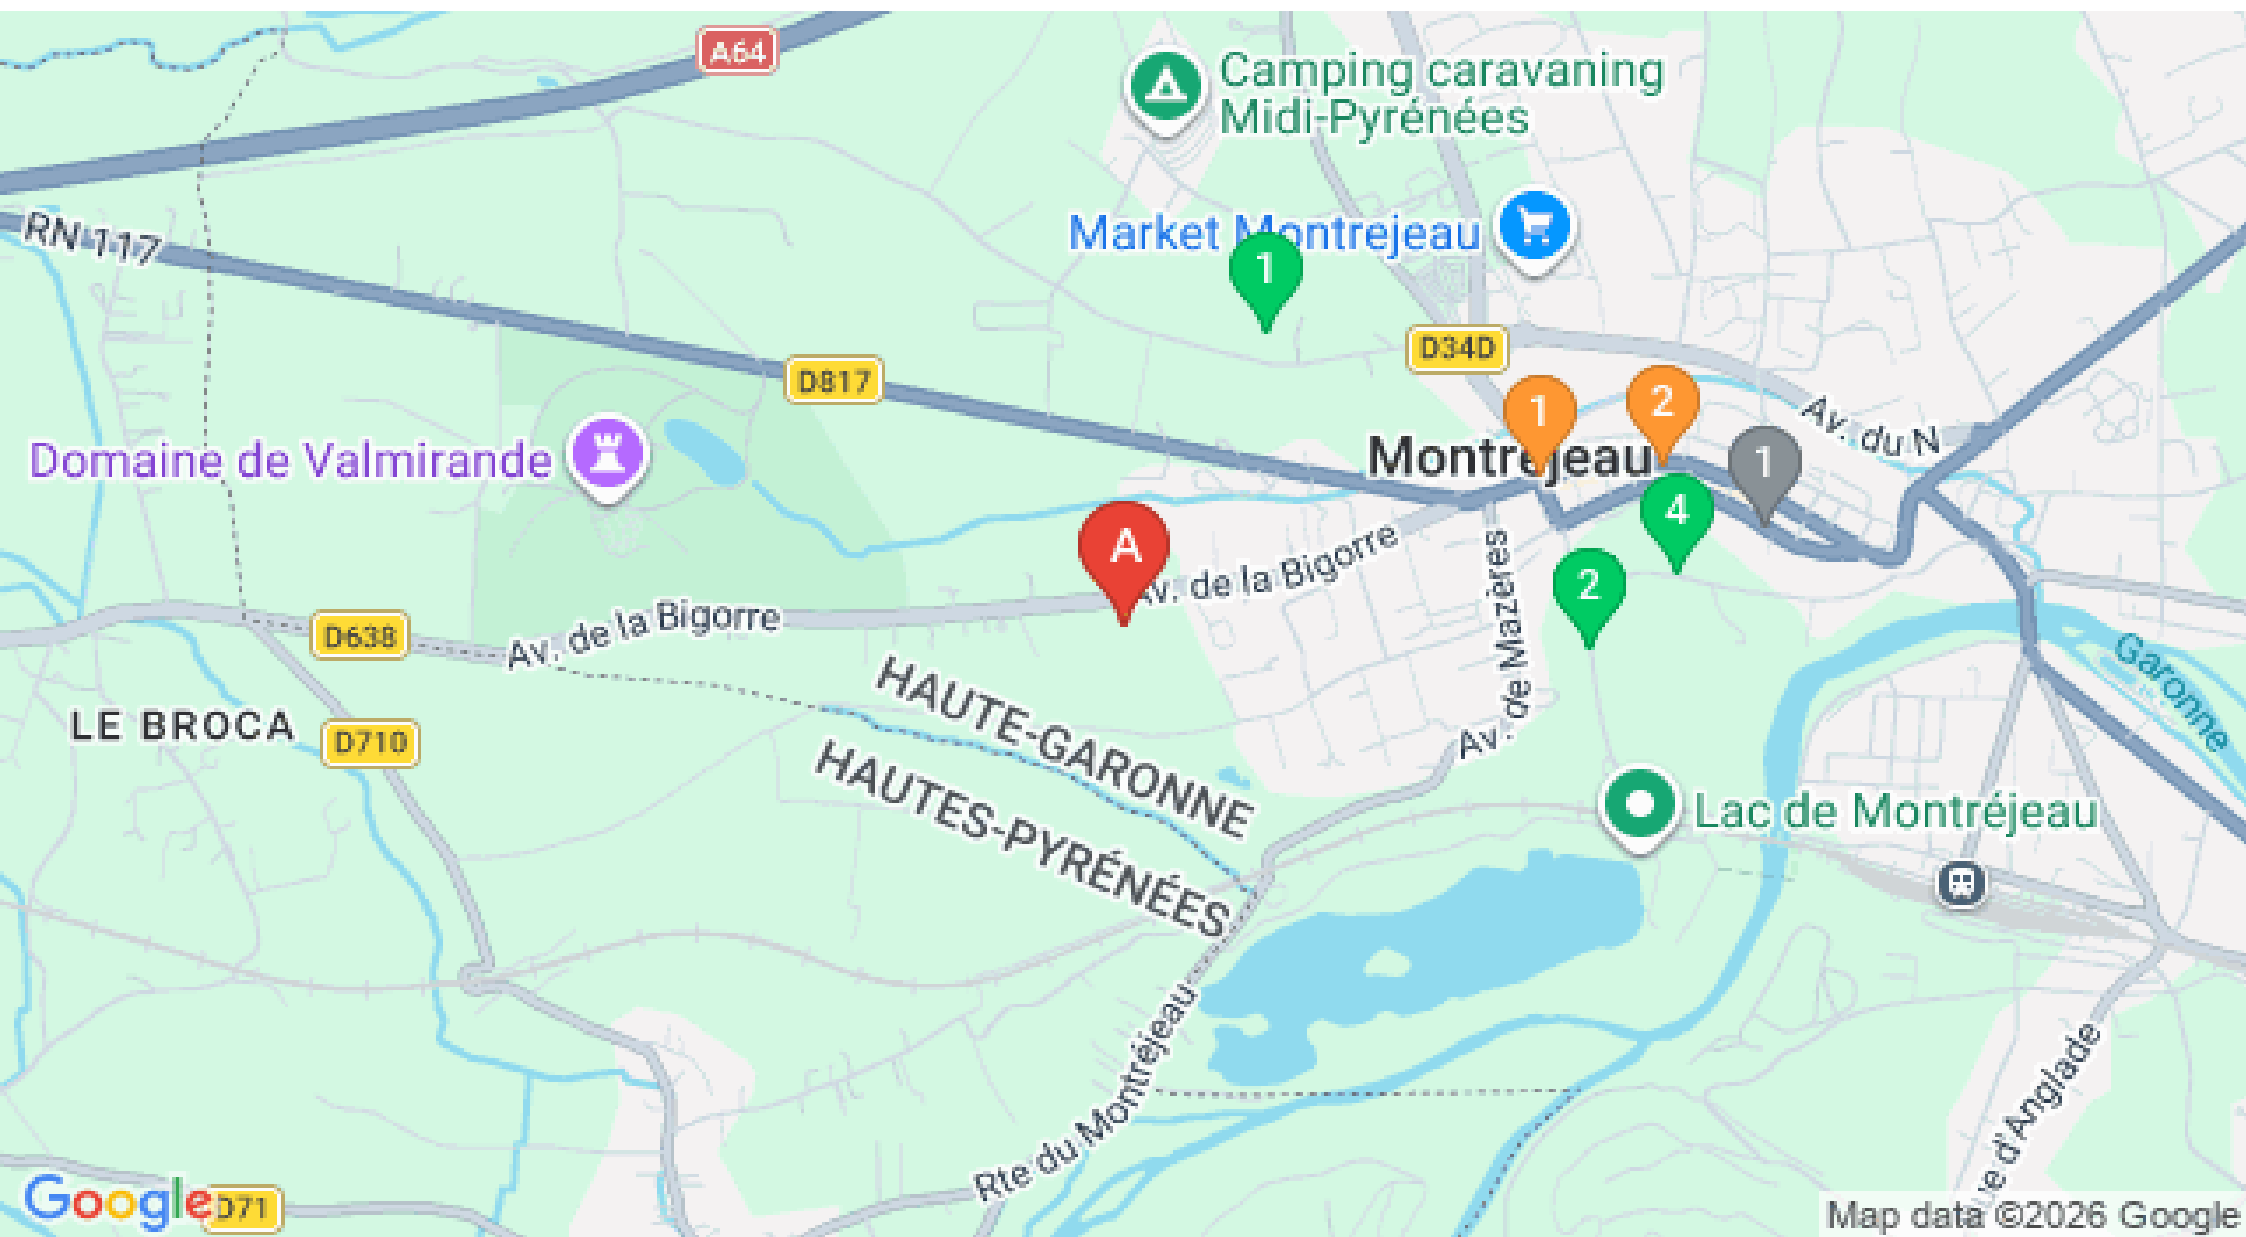 A64
Camping caravaning
Midi-Pyrénées
RN 117
Market Montrejeau
1
D34D
D817
1
2
Av. du N
Domaine de Valmirande
Montréjeau
1
4
A
Av. de la Bigorre
2
Av. de la Bigorre
D638
Av. de Mazères
Garonne
LE BROCA
D710
HAUTE-GARONNE
HAUTES-PYRÉNÉES
Lac de Montréjeau
Rte du Montréjeau
ue d'Anglade
Google
D71
Map data ©2026 Google